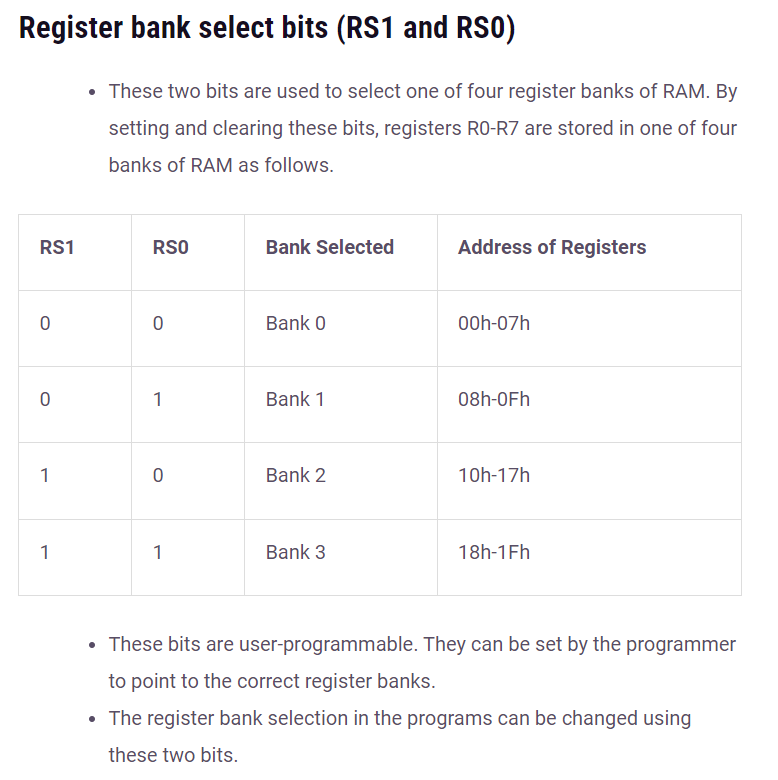 Register bank select bits (RS1 and RS0)
• These two bits are used to select one of four register banks of RAM. By
setting and clearing these bits, registers R0-R7 are stored in one of four
banks of RAM as follows.
RS1 RS0 Bank Selected Address of Registers
0 0 Bank 0 00h-07h
0 1 Bank 1 08h-0Fh
1 0 Bank 2 10h-17h
1 1 Bank 3 18h-1Fh
• These bits are user-programmable. They can be set by the programmer
to point to the correct register banks.
• The register bank selection in the programs can be changed using
these two bits.